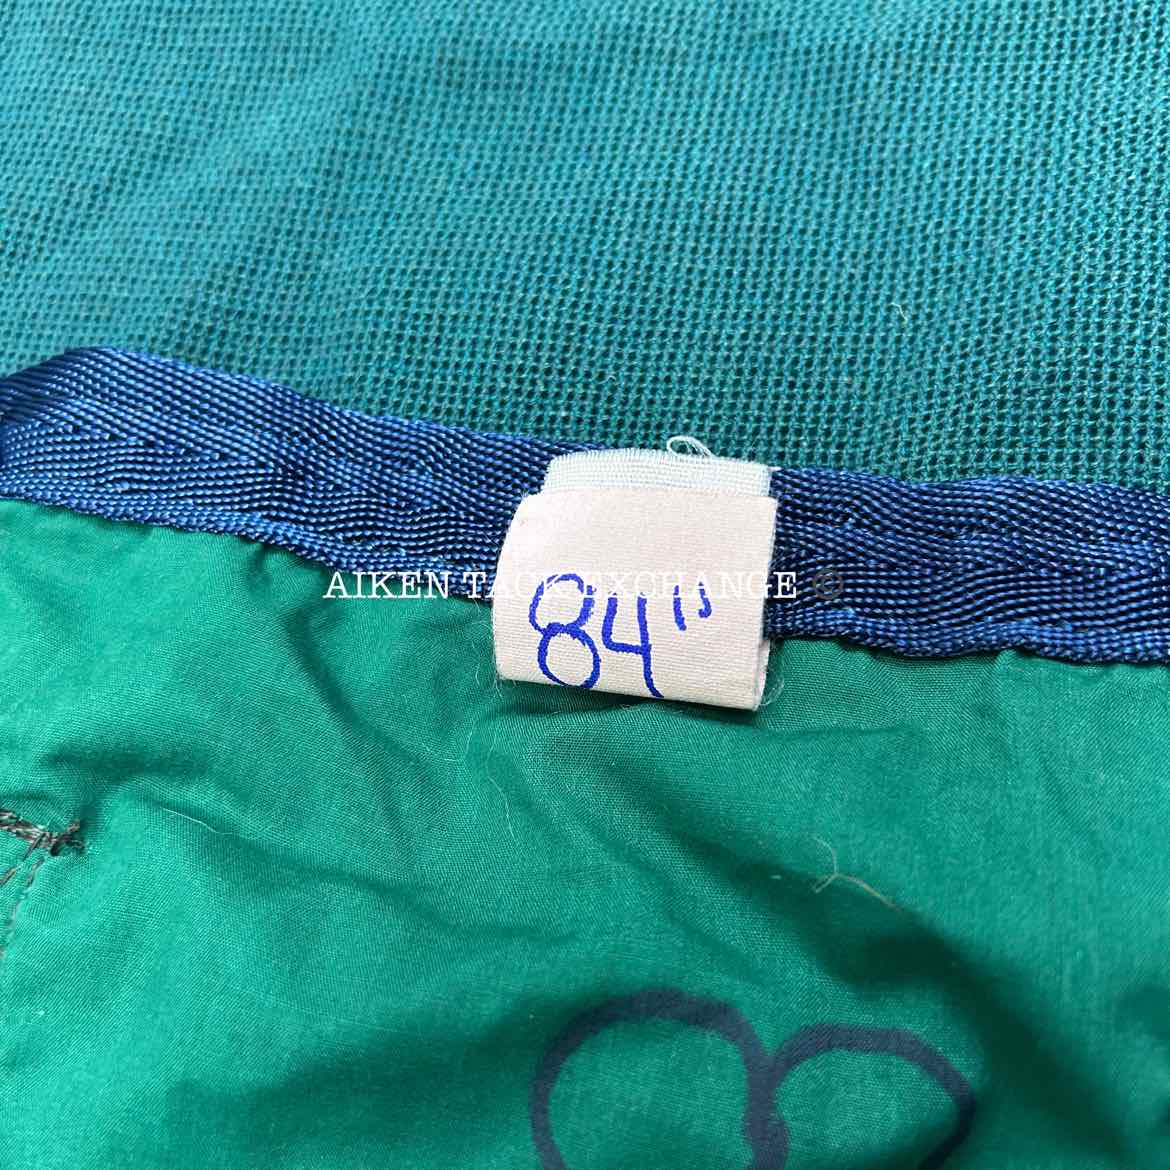 AIKEN TACK EXCHANGE ©
84"